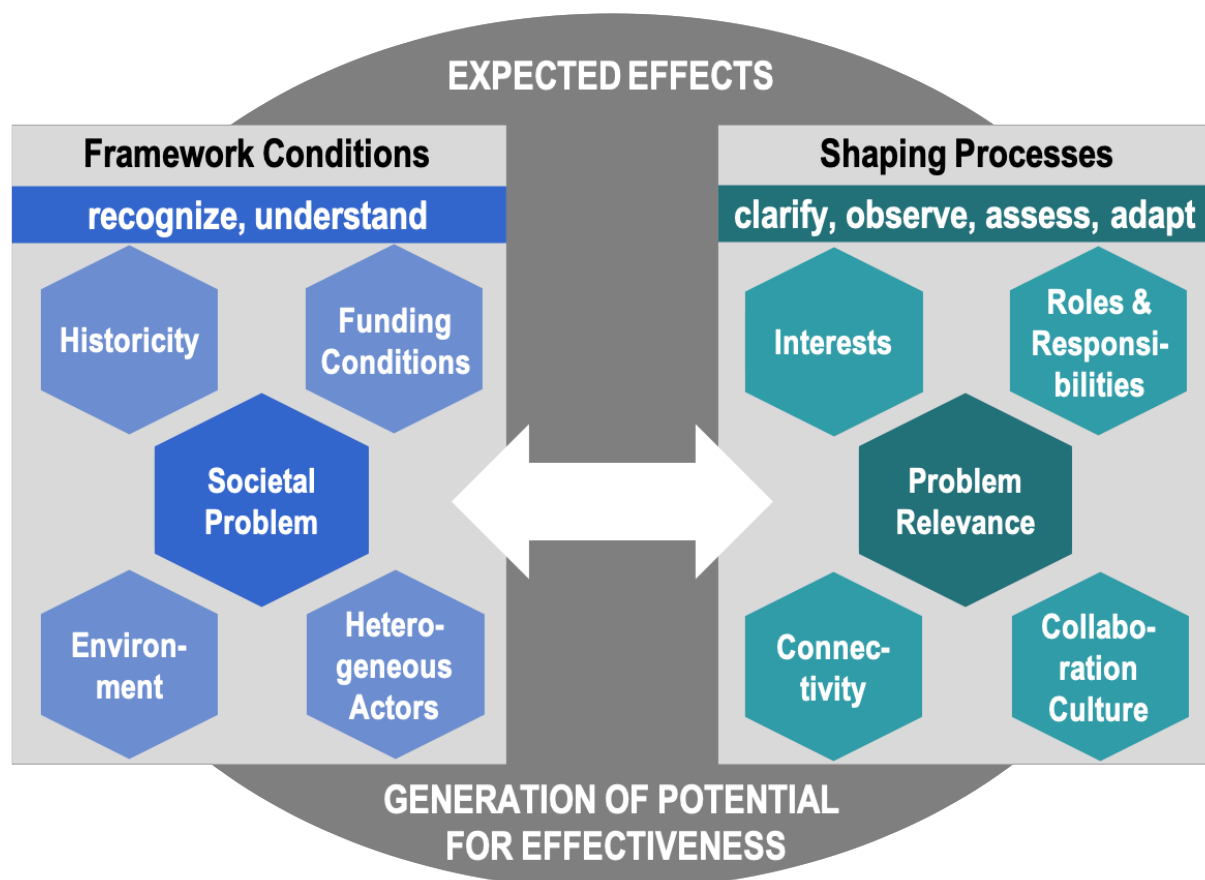 EXPECTED EFFECTS
Framework Conditions
recognize, understand
Historicity
Funding
Conditions
Societal
Problem
Environ-
ment
Hetero-
geneous
Actors
Shaping Processes
clarify, observe, assess, adapt
Interests
Roles &
Responsi-
bilities
Problem
Relevance
Connec-
tivity
Collabo-
ration
Culture
GENERATION OF POTENTIAL
FOR EFFECTIVENESS